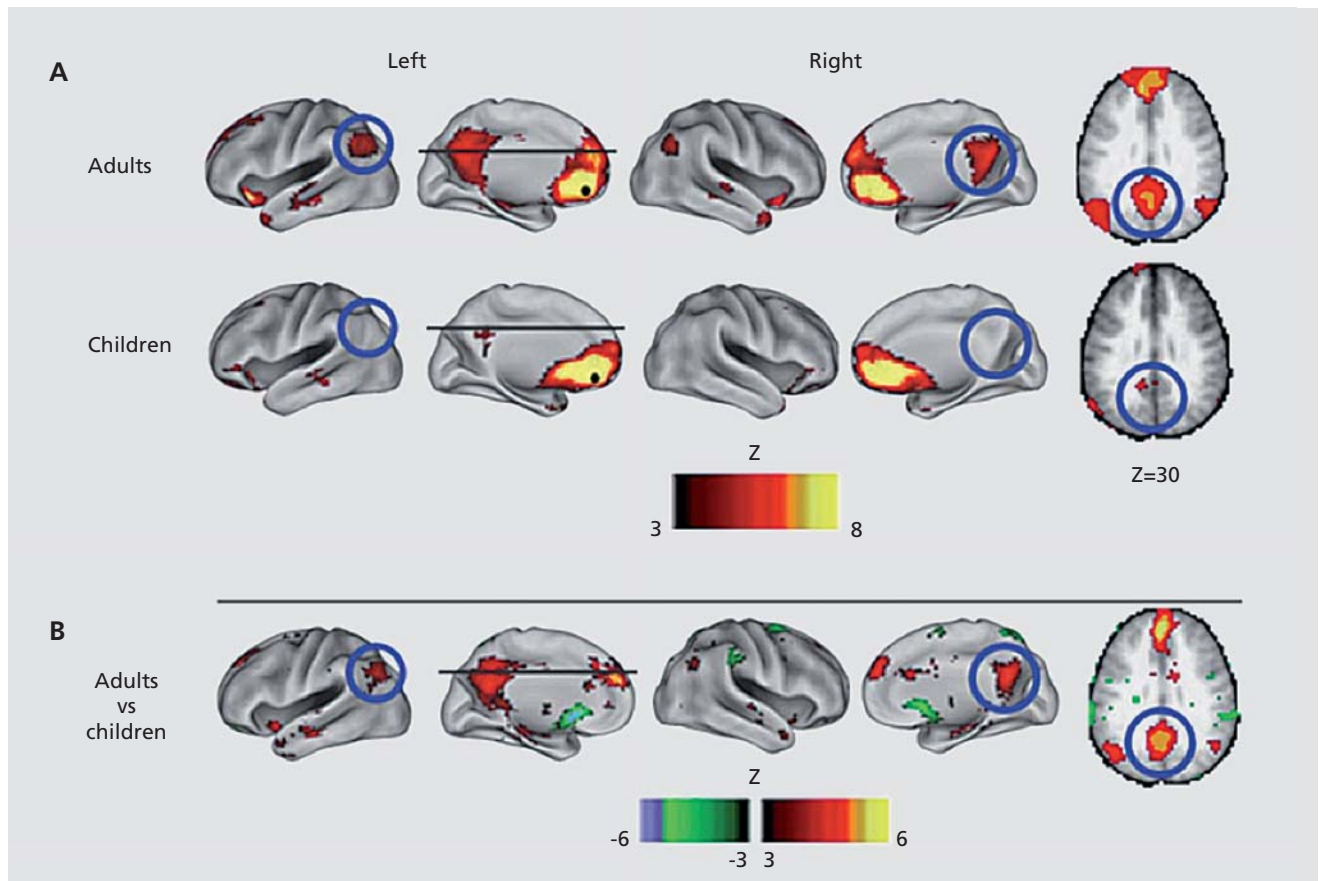 A
Left
Right
Adults
Children
Z
3
8
Z=30
B
Adults
vs
children
Z
-6
-3
3
6